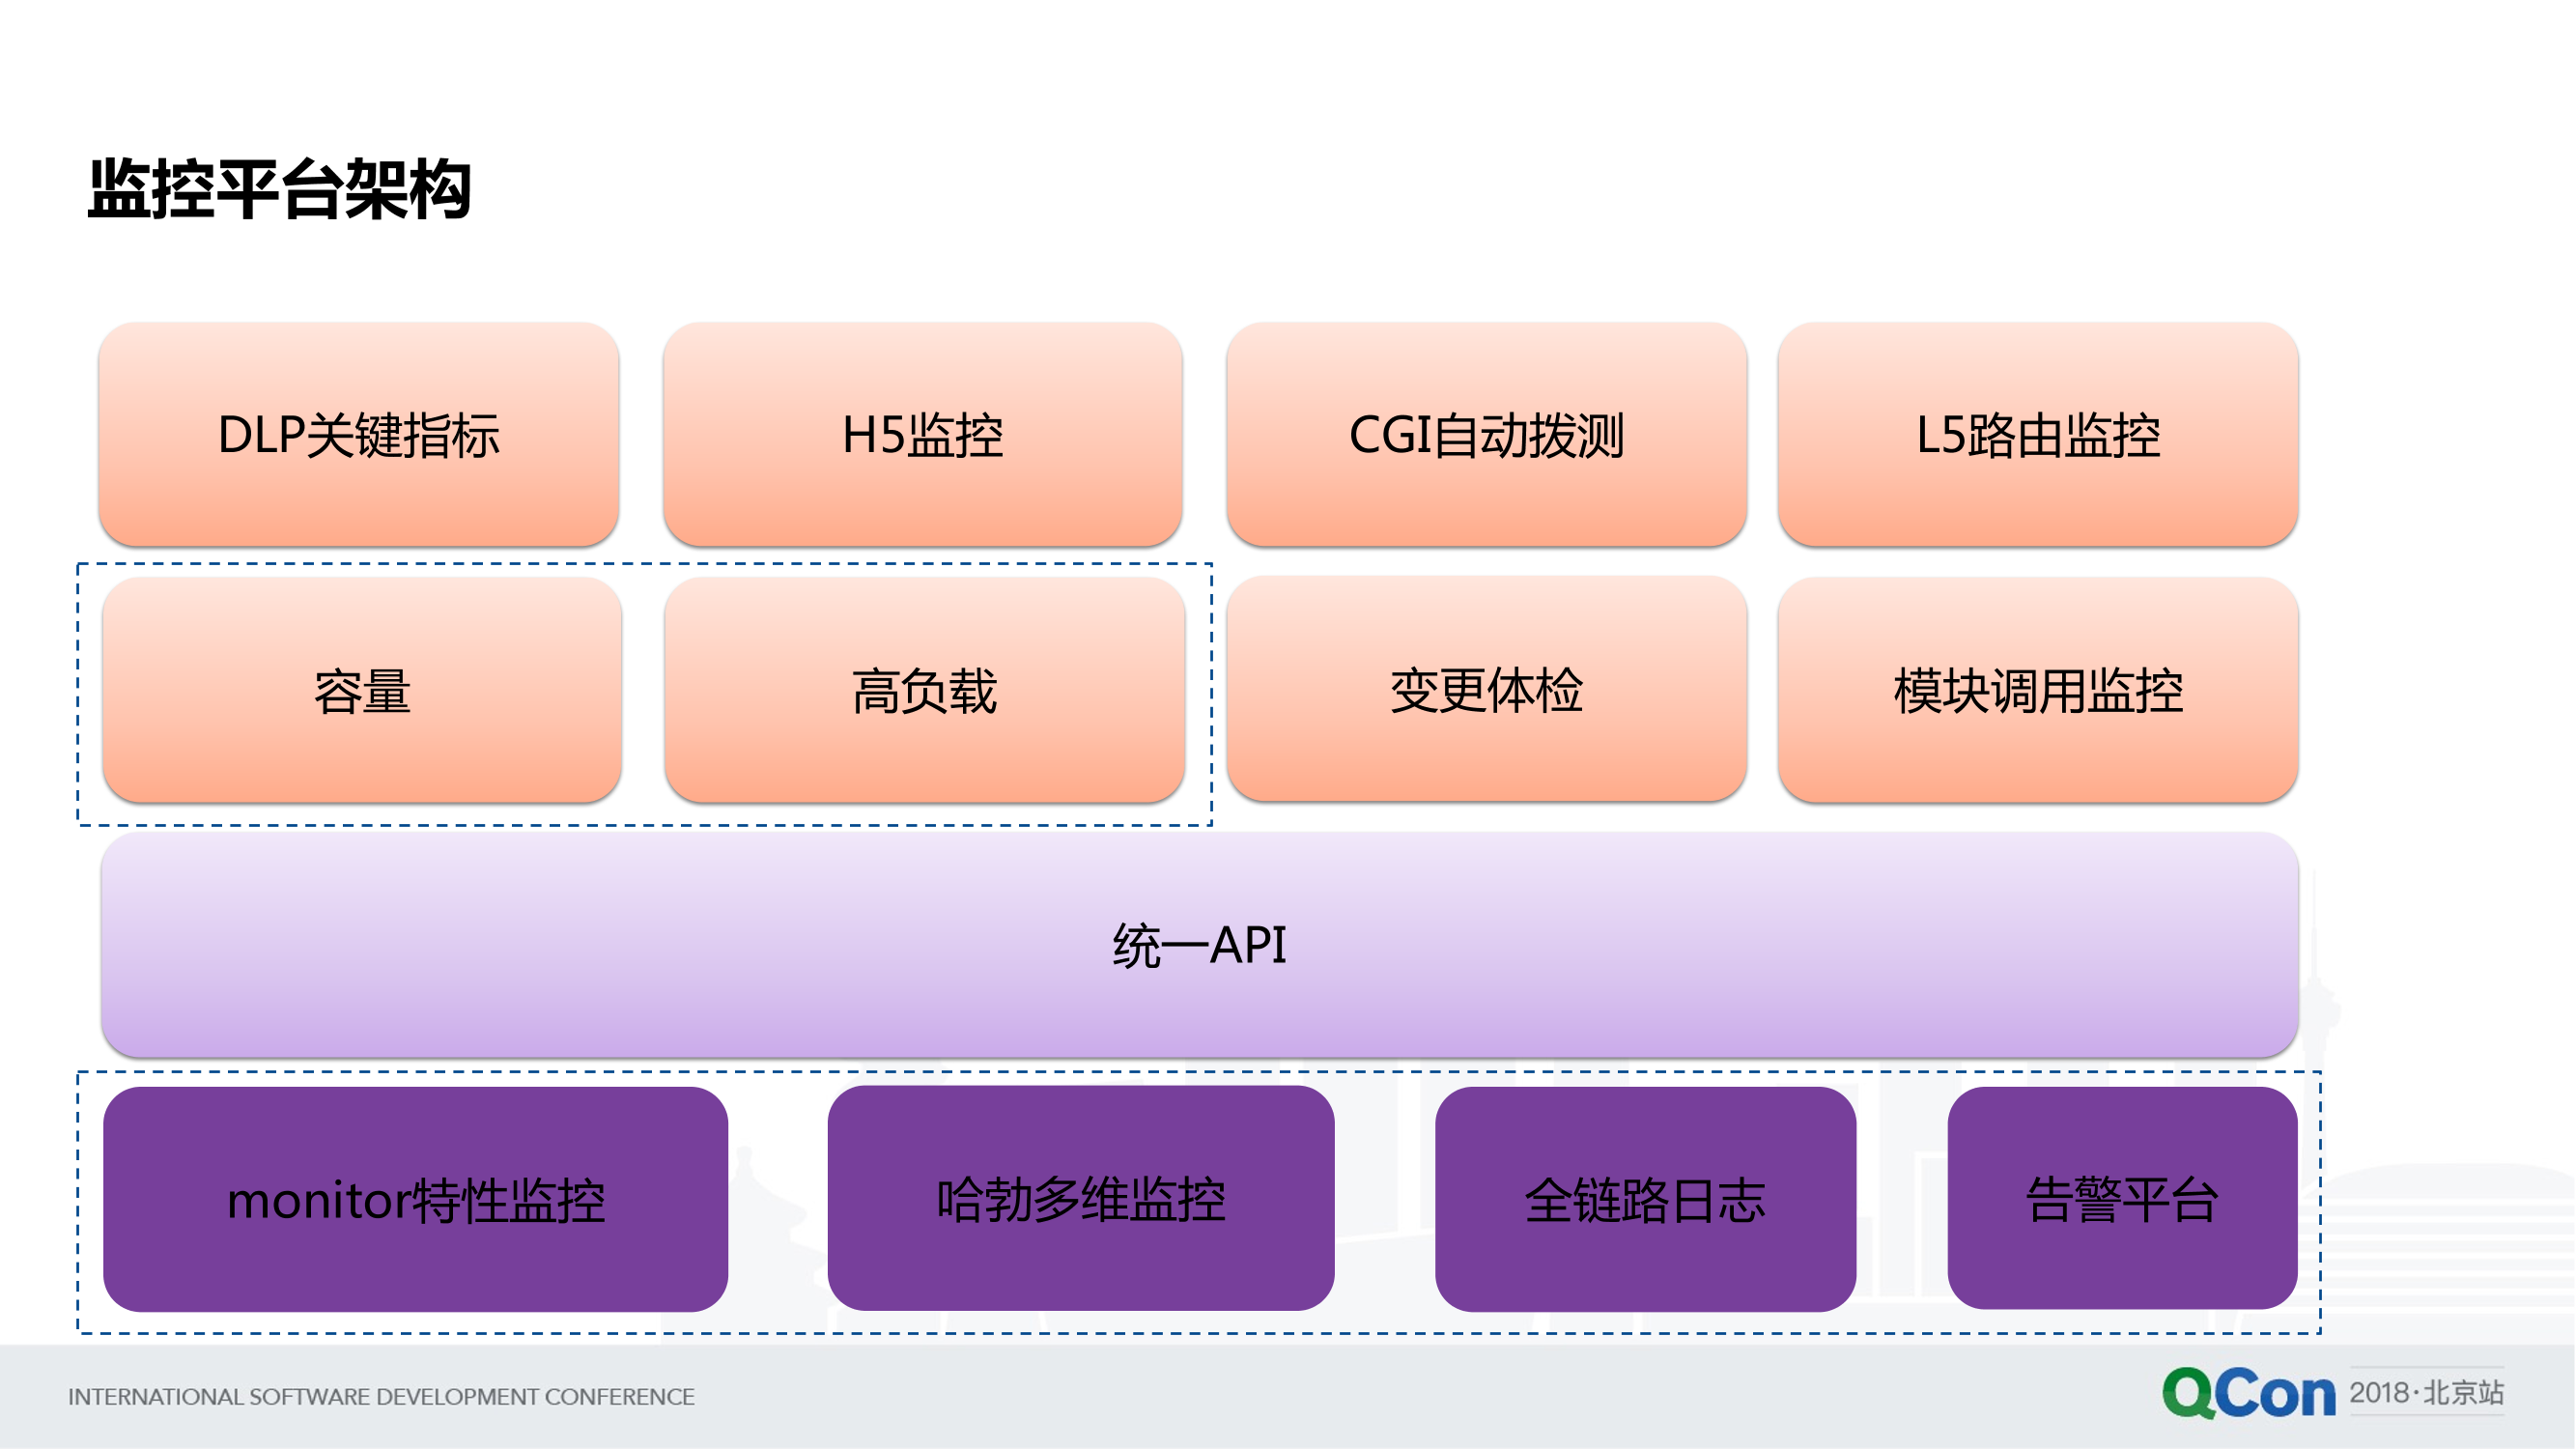 监控平台架构
DLP关键指标
H5监控
CGI自动拨测
L5路由监控
容量
高负载
变更体检
模块调用监控
统一API
monitor特性监控
哈勃多维监控
全链路日志
告警平台
INTERNATIONAL SOFTWARE DEVELOPMENT CONFERENCE
QCon 2018·北京站